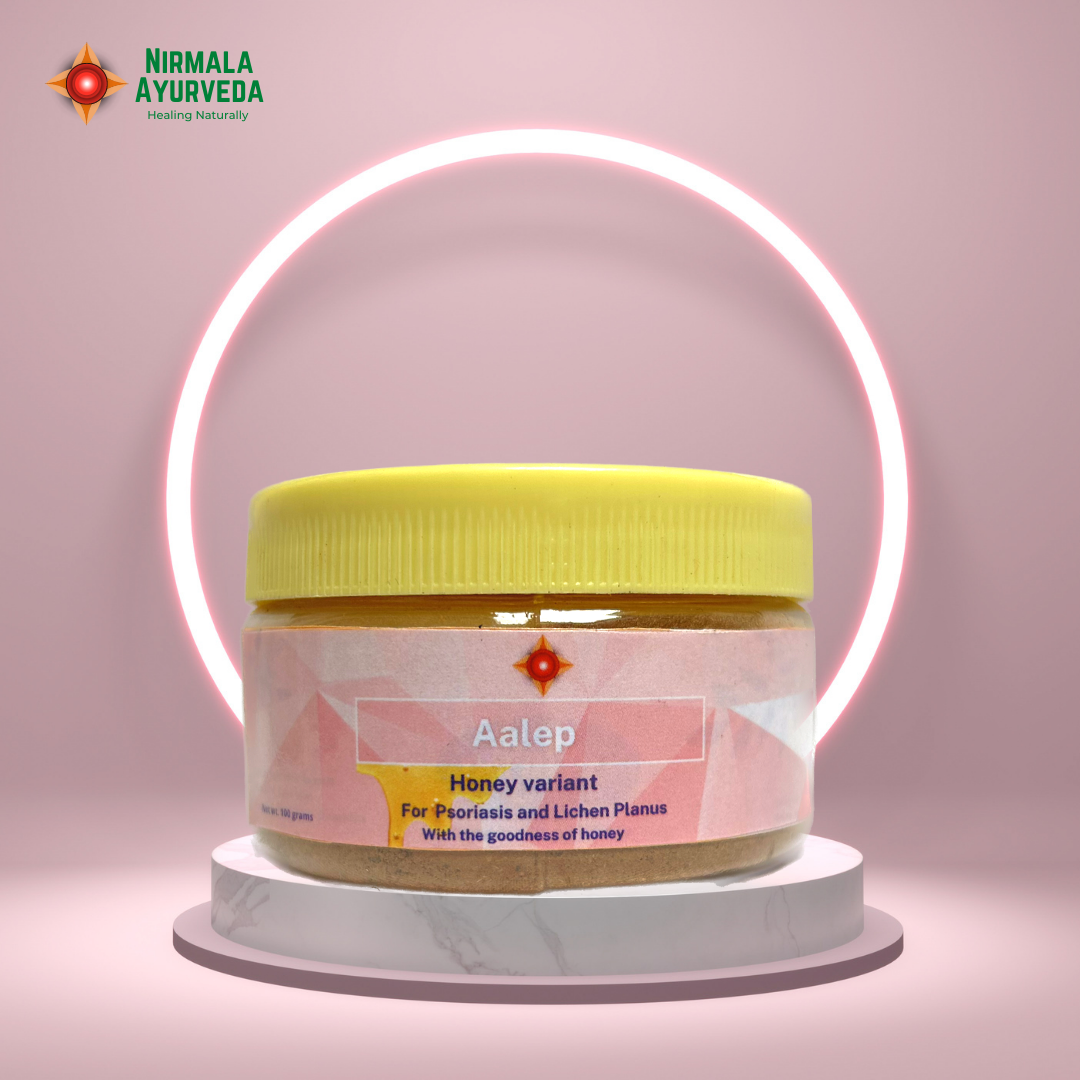 NIRMALA
AYURVEDA
Healing Naturally
Aalep
Honey variant
For Psoriasis and Lichen Planus
With the goodness of honey
Net wt. 100 grams